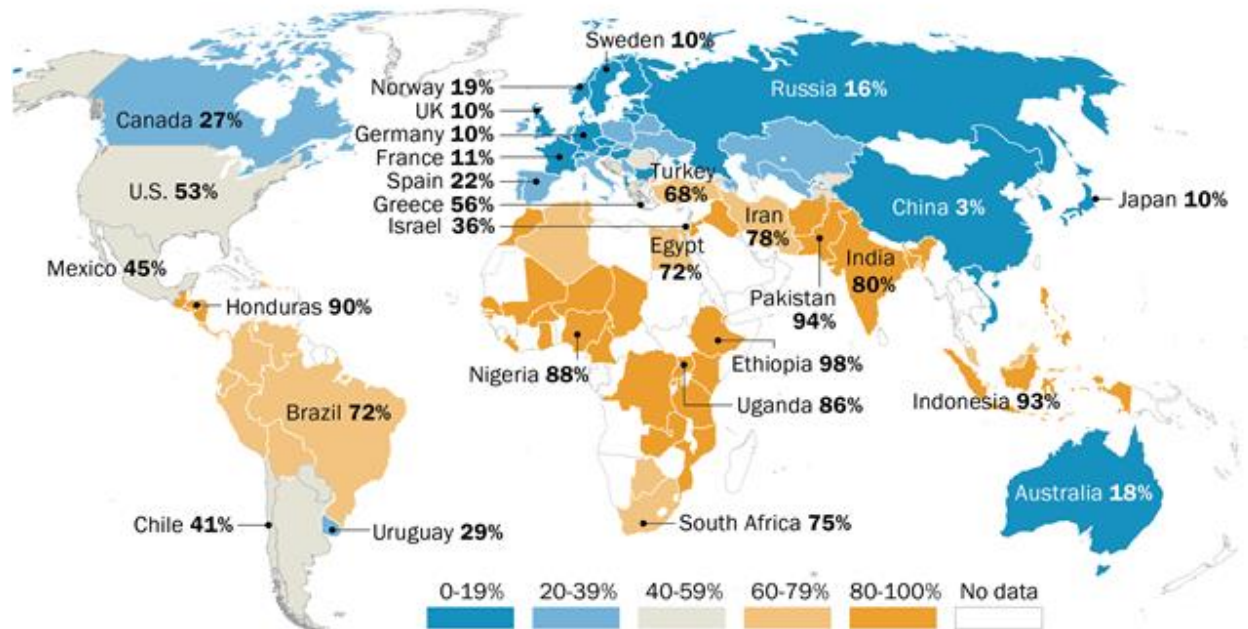 Sweden 10%
Norway 19%
Russia 16%
UK 10%
Canada 27%
Germany 10%
France 11%
Turkey
68%
Spain 22%
U.S. 53%
Greece 56%
China 3%
Japan 10%
Israel 36%
Iran
78%
Egypt
72%
India
80%
Mexico 45%
Pakistan
94%
Honduras 90%
Ethiopia 98%
Nigeria 88%
Uganda 86%
Indonesia 93%
Brazil 72%
Australia 18%
Chile 41%
Uruguay 29%
South Africa 75%
0-19% 20-39% 40-59% 60-79% 80-100% No data